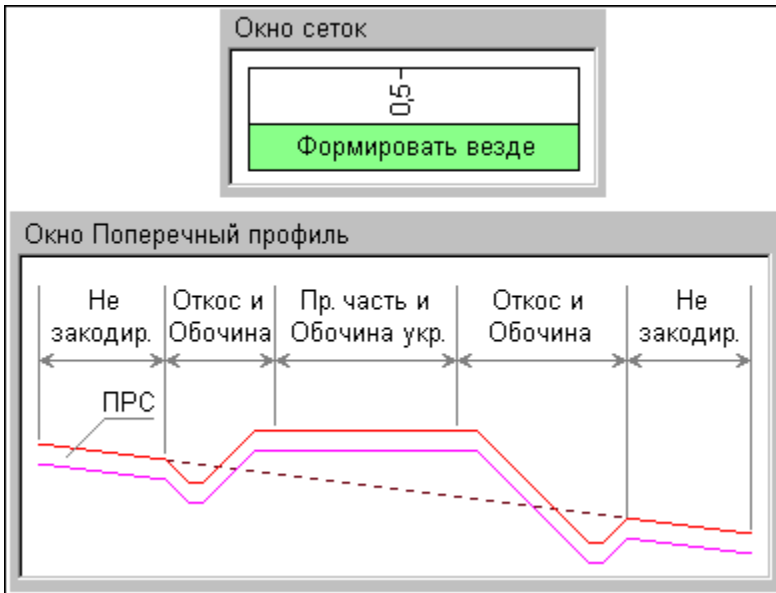 Окно сеток
0,5
Формировать везде
Окно Поперечный профиль
Не закодир.
Откос и Обочина
Пр. часть и Обочина укр.
Откос и Обочина
Не закодир.
ПРС